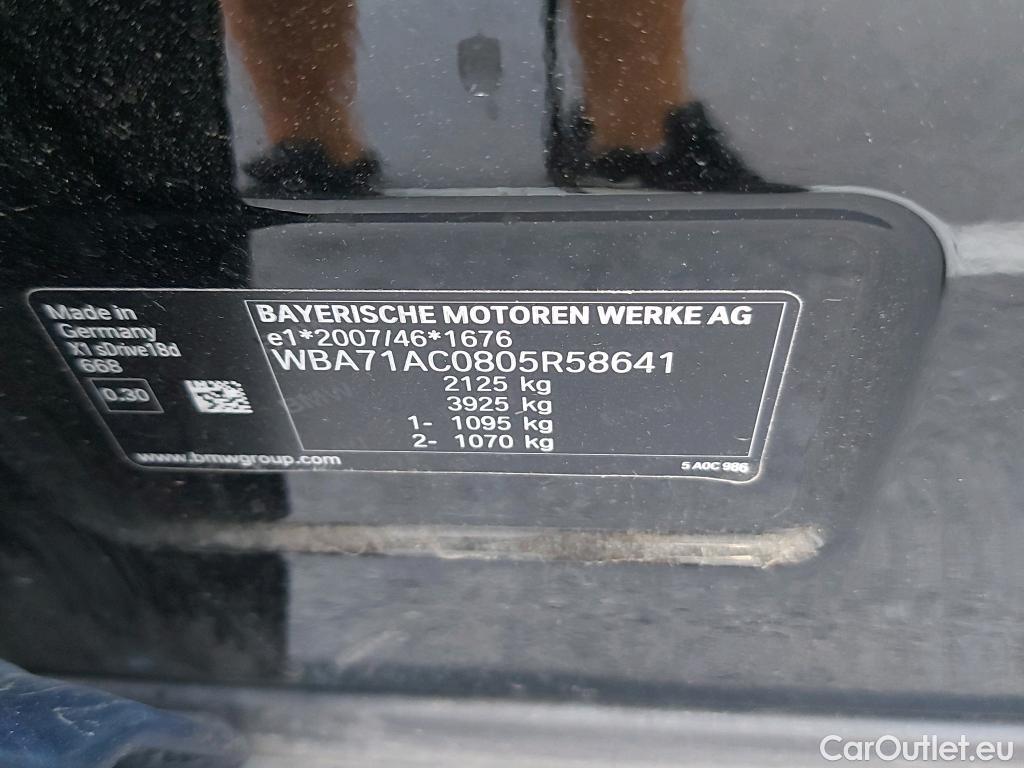 Made in
Germany
X1 sDrive18d
668
0.30
www.bmwgroup.com
BAYERISCHE MOTOREN WERKE AG
e1*2007/46*1676
WBA71AC0805R58641
2125 kg
3925 kg
1- 1095 kg
2- 1070 kg
5 A0C 986
BMW
CarOutlet.eu